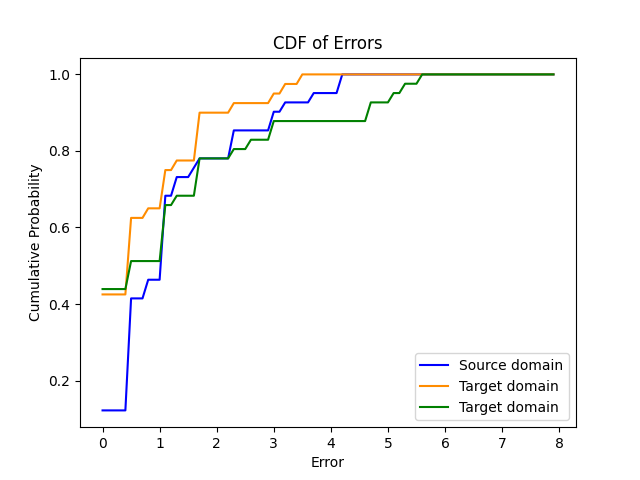 CDF of Errors
1.0
0.8
0.6
0.4
0.2
Cumulative Probability
0 1 2 3 4 5 6 7 8
Error
Source domain
Target domain
Target domain